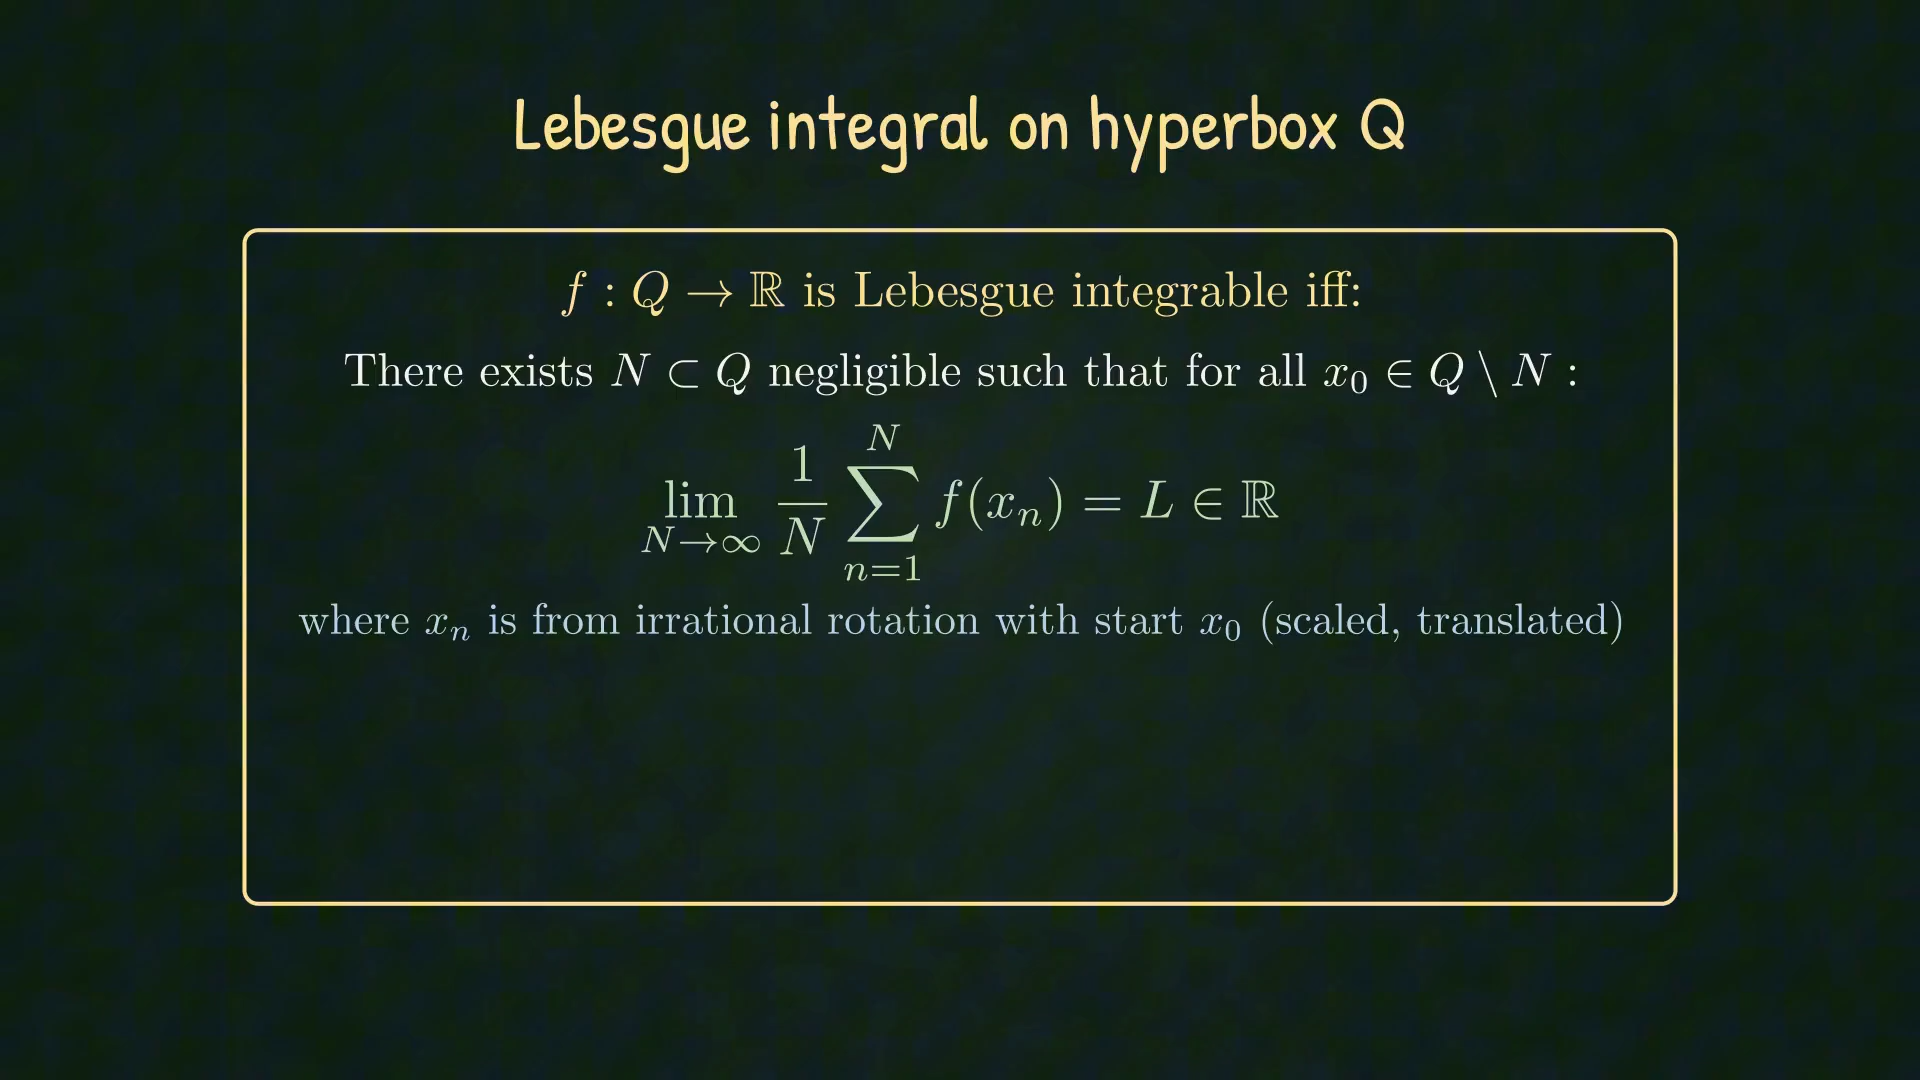 Lebesgue integral on hyperbox Q
f : Q → ℝ is Lebesgue integrable iff:
There exists N ⊂ Q negligible such that for all x₀ ∈ Q \ N :
lim_{N→∞} 1/N ∑_{n=1}^{N} f(xₙ) = L ∈ ℝ
where xₙ is from irrational rotation with start x₀ (scaled, translated)